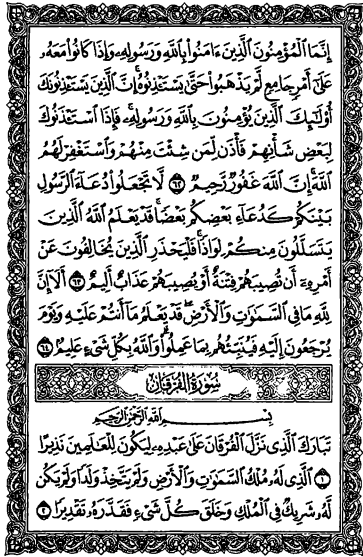 إِنَّمَا ٱلْمُؤْمِنُونَ ٱلَّذِينَ ءَامَنُوا۟ بِٱللَّهِ وَرَسُولِهِۦ وَإِذَا كَانُوا۟ مَعَهُۥ
عَلَىٰٓ أَمْرٍ جَامِعٍ لَّمْ يَذْهَبُوا۟ حَتَّىٰ يَسْتَـْٔذِنُوهُ إِنَّ ٱلَّذِينَ يَسْتَـْٔذِنُونَكَ
أُو۟لَـٰٓئِكَ ٱلَّذِينَ يُؤْمِنُونَ بِٱللَّهِ وَرَسُولِهِۦ فَإِذَا ٱسْتَـْٔذَنُوكَ
لِبَعْضِ شَأْنِهِمْ فَأْذَن لِّمَن شِئْتَ مِنْهُمْ وَٱسْتَغْفِرْ لَهُمُ
ٱللَّهَ إِنَّ ٱللَّهَ غَفُورٌ رَّحِيمٌ ٦٢ لَّا تَجْعَلُوا۟ دُعَآءَ ٱلرَّسُولِ
بَيْنَكُمْ كَدُعَآءِ بَعْضِكُم بَعْضًا قَدْ يَعْلَمُ ٱللَّهُ ٱلَّذِينَ
يَتَسَلَّلُونَ مِنكُمْ لِوَاذًا فَلْيَحْذَرِ ٱلَّذِينَ يُخَالِفُونَ عَنْ
أَمْرِهِۦٓ أَن تُصِيبَهُمْ فِتْنَةٌ أَوْ يُصِيبَهُمْ عَذَابٌ أَلِيمٌ ٦٣ أَلَآ إِنَّ
لِلَّهِ مَا فِى ٱلسَّمَـٰوَٰتِ وَٱلْأَرْضِ قَدْ يَعْلَمُ مَآ أَنتُمْ عَلَيْهِ وَيَوْمَ
يُرْجَعُونَ إِلَيْهِ فَيُنَبِّئُهُم بِمَا عَمِلُوا۟ وَٱللَّهُ بِكُلِّ شَىْءٍ عَلِيمٌۢ ٦٤
سُورَةُ الفُرْقَانِ
بِسْمِ ٱللَّهِ ٱلرَّحْمَـٰنِ ٱلرَّحِيمِ
تَبَارَكَ ٱلَّذِى نَزَّلَ ٱلْفُرْقَانَ عَلَىٰ عَبْدِهِۦ لِيَكُونَ لِلْعَـٰلَمِينَ نَذِيرًا
١ ٱلَّذِى لَهُۥ مُلْكُ ٱلسَّمَـٰوَٰتِ وَٱلْأَرْضِ وَلَمْ يَتَّخِذْ وَلَدًا وَلَمْ يَكُن
لَّهُۥ شَرِيكٌ فِى ٱلْمُلْكِ وَخَلَقَ كُلَّ شَىْءٍ فَقَدَّرَهُۥ تَقْدِيرًا ٢